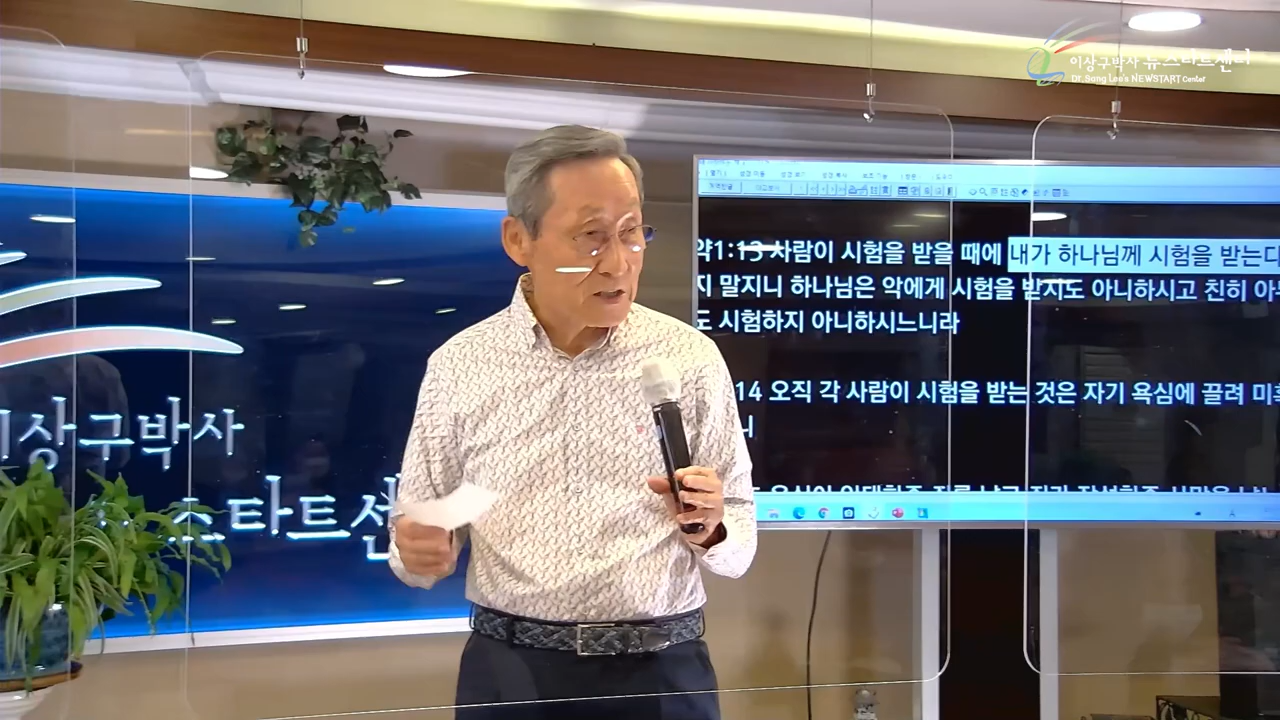 이상구박사 뉴스타트센터
Dr. Sang Lee's NEWSTART Center
약1:13 사람이 시험을 받을 때에 내가 하나님께 시험을 받는다
지 말지니 하나님은 악에게 시험을 받지도 아니하시고 친히 아무
도 시험하지 아니하시느니라
14 오직 각 사람이 시험을 받는 것은 자기 욕심에 끌려 미혹
니
이상구박사
스타트센